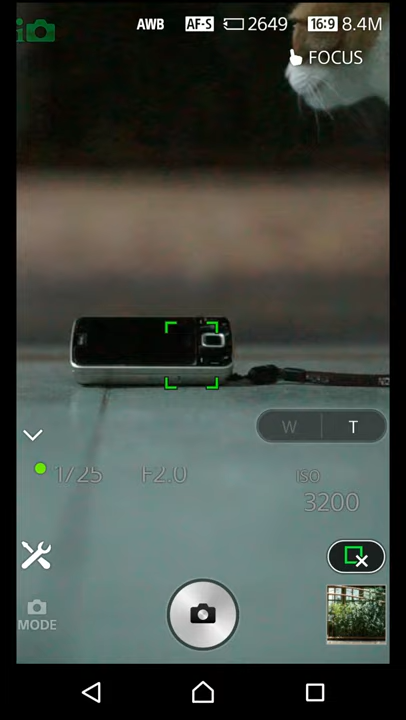 i
AWB AF-S 2649 16:9 8.4M
FOCUS
W T
1/25 F2.0 ISO
3200
MODE